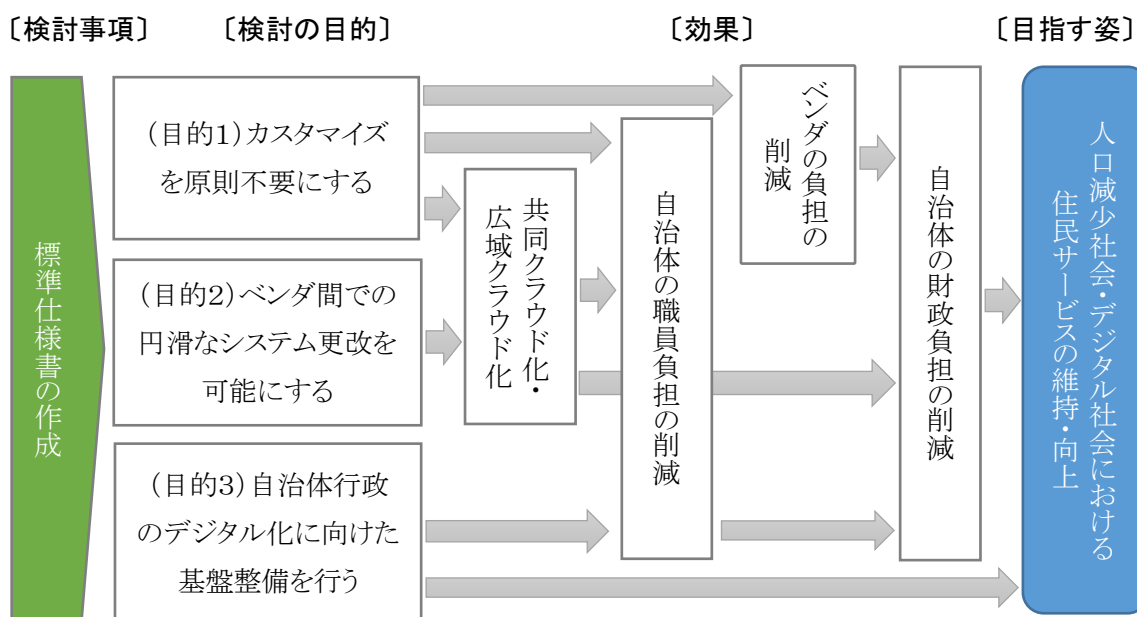 〔検討事項〕
〔検討の目的〕
〔効果〕
〔目指す姿〕
標準仕様書の作成
(目的1)カスタマイズ
を原則不要にする
(目的2)ベンダ間での
円滑なシステム更改を
可能にする
(目的3)自治体行政
のデジタル化に向けた
基盤整備を行う
共同クラウド化・
広域クラウド化
自治体の職員負担の削減
ベンダの負担の
削減
自治体の財政負担の削減
人口減少社会・デジタル社会における
住民サービスの維持・向上